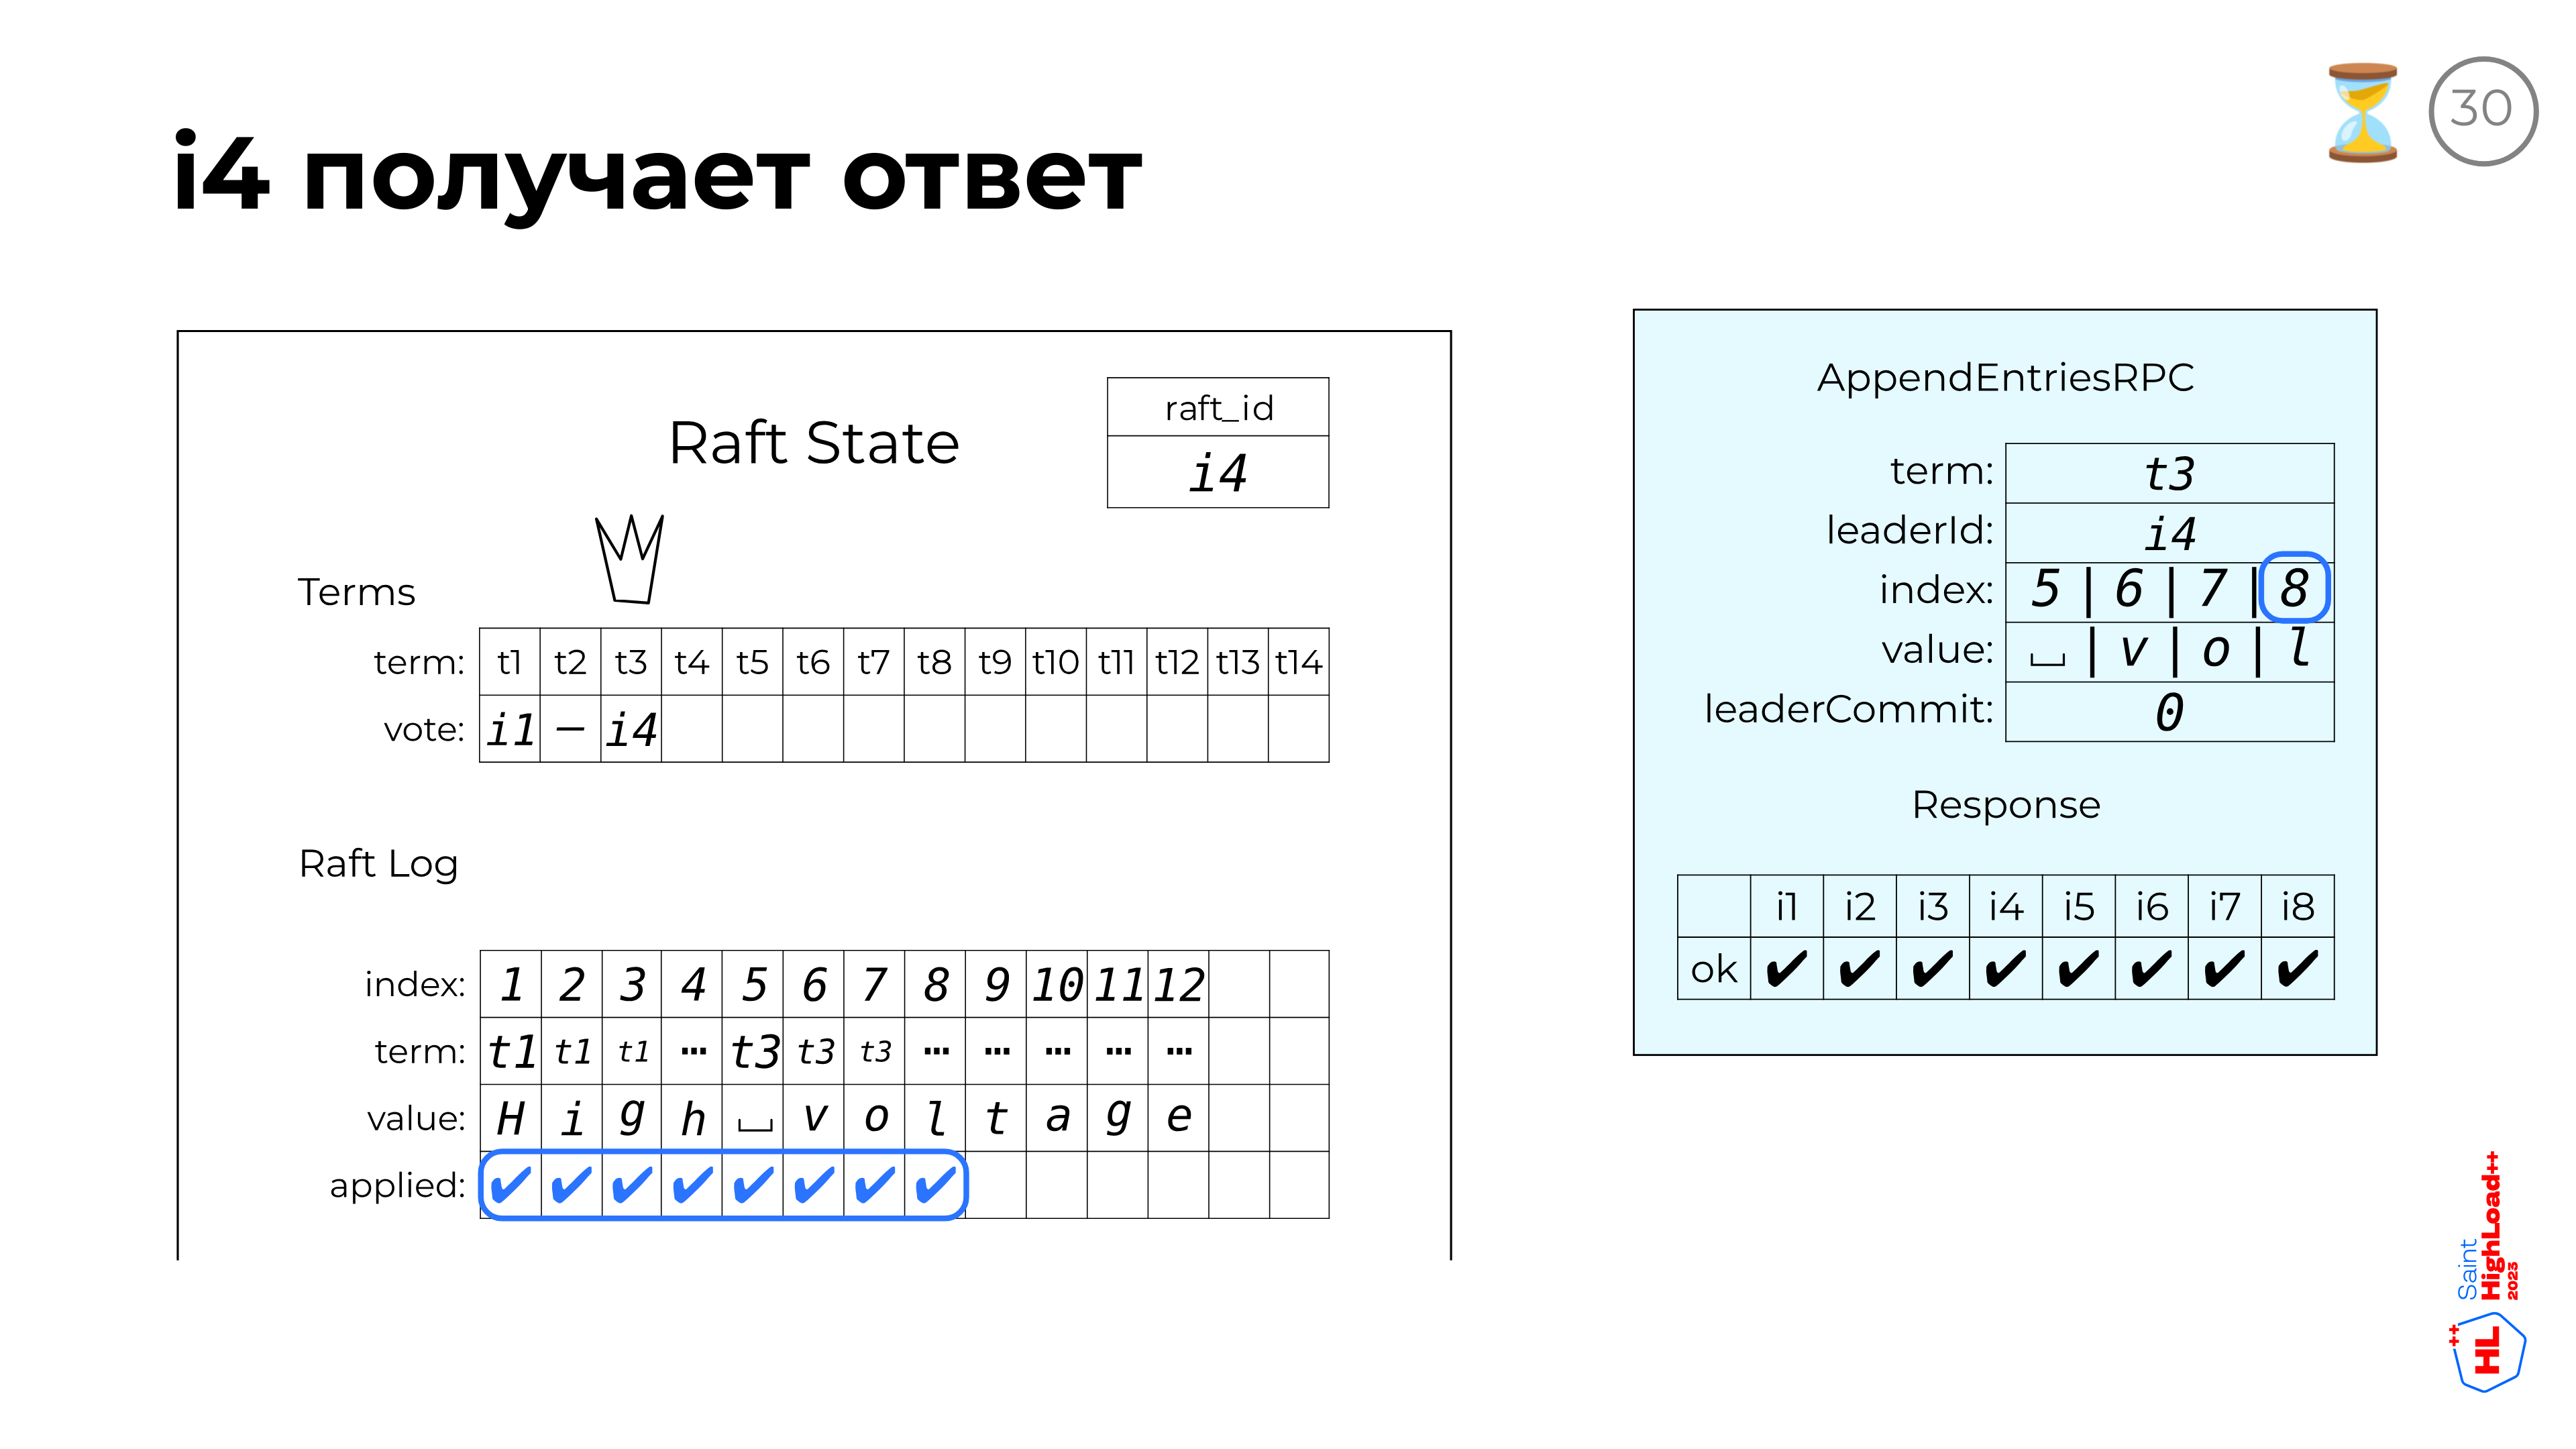 30
i4 получает ответ
Raft State
raft_id
i4
Terms
term: t1 t2 t3 t4 t5 t6 t7 t8 t9 t10 t11 t12 t13 t14
vote: i1 – i4
Raft Log
index: 1 2 3 4 5 6 7 8 9 10 11 12
term: t1 t1 t1 … t3 t3 t3 … … … … …
value: H i g h ⎵ v o l t a g e
applied: ✔ ✔ ✔ ✔ ✔ ✔ ✔ ✔
AppendEntriesRPC
term: t3
leaderId: i4
index: 5 | 6 | 7 | 8
value: ⎵ | v | o | l
leaderCommit: 0
Response
i1 i2 i3 i4 i5 i6 i7 i8
ok ✔ ✔ ✔ ✔ ✔ ✔ ✔ ✔
Saint
HighLoad++
2023
HL++